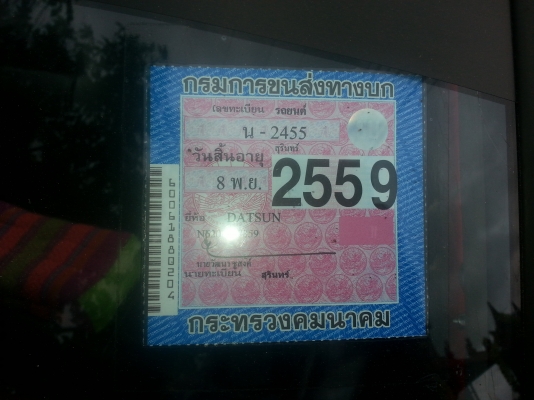 กรมการขนส่งทางบก
เลขทะเบียน รถยนต์
น - 2455
สุรินทร์
วันสิ้นอายุ
8 พ.ย. 2559
ยี่ห้อ DATSUN
นายทะเบียน สุรินทร์
กระทรวงคมนาคม